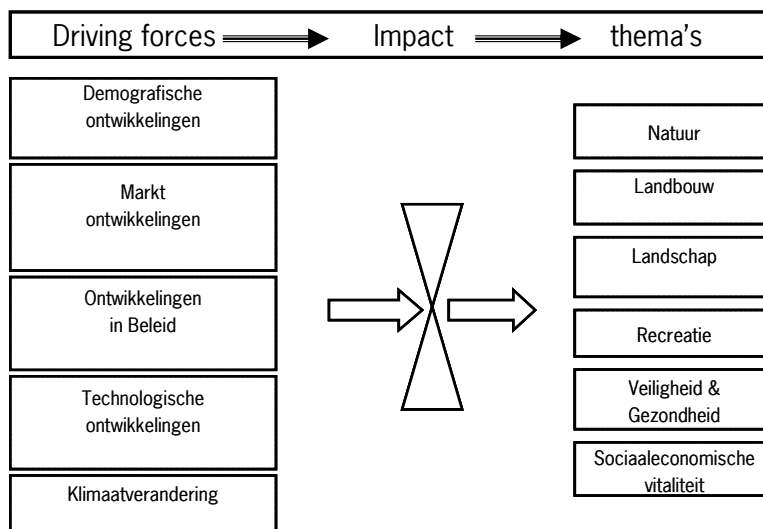 Driving forces Impact thema's
Demografische
ontwikkelingen
Markt
ontwikkelingen
Ontwikkelingen
in Beleid
Technologische
ontwikkelingen
Klimaatverandering
Natuur
Landbouw
Landschap
Recreatie
Veiligheid &
Gezondheid
Sociaaleconomische
vitaliteit